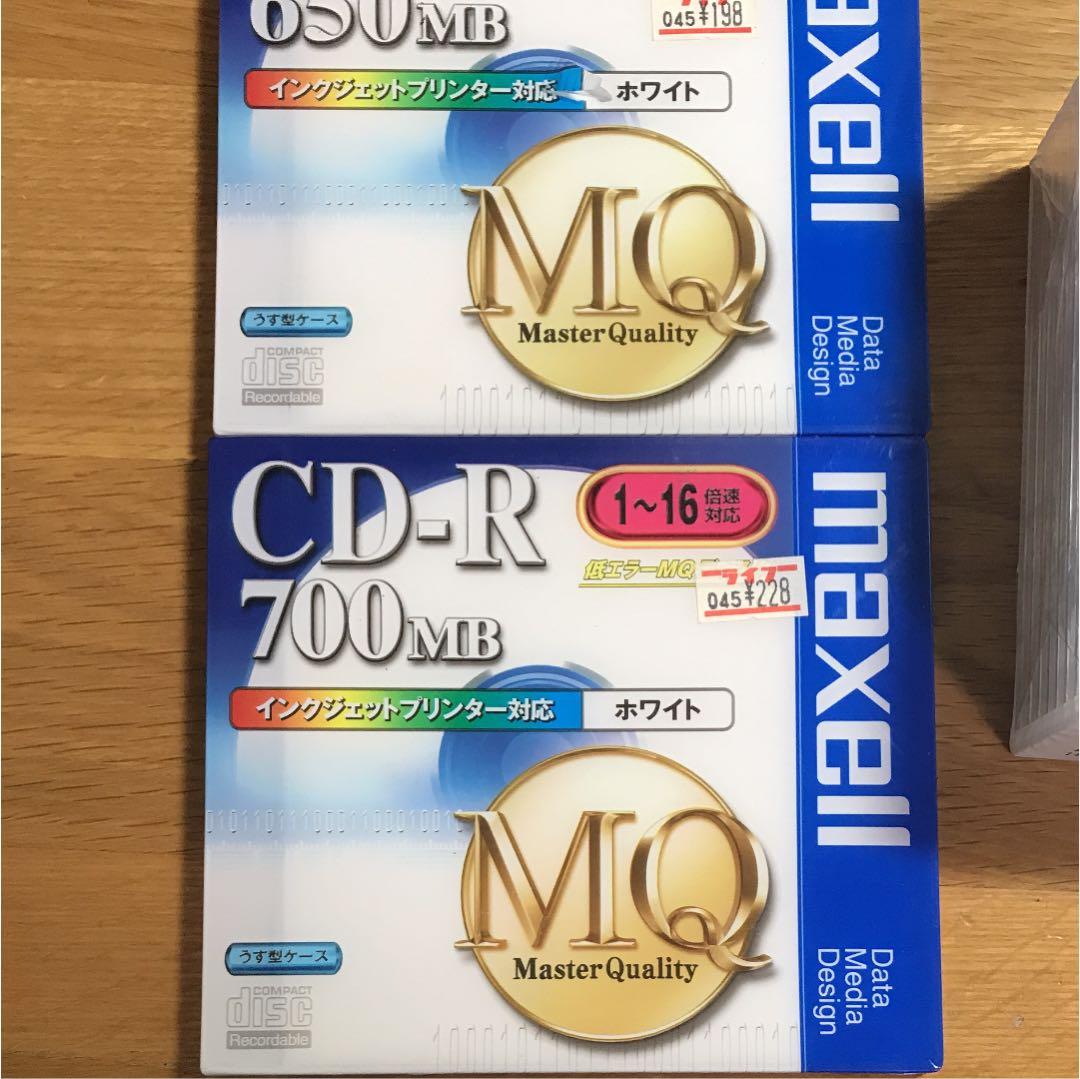 650MB
045 ¥198
インクジェットプリンター対応 ホワイト
MQ
Master Quality
うす型ケース
COMPACT
disc
Recordable
axell
Data
Media
Design
CD-R
1~16倍速
対応
低エラーMQ
ライフ
045 ¥228
700MB
インクジェットプリンター対応 ホワイト
MQ
Master Quality
うす型ケース
COMPACT
disc
Recordable
maxell
Data
Media
Design